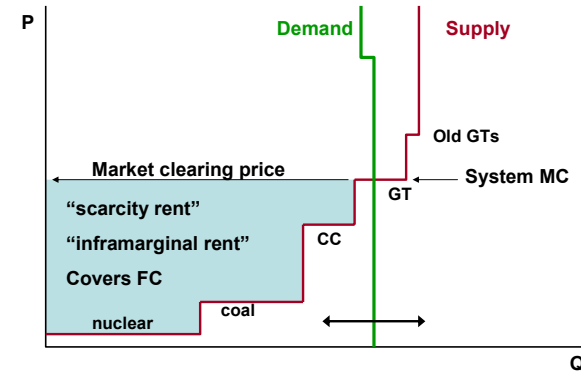 P
Demand
Supply
Old GTs
Market clearing price
System MC
GT
“scarcity rent”
“inframarginal rent”
CC
Covers FC
coal
nuclear
Q